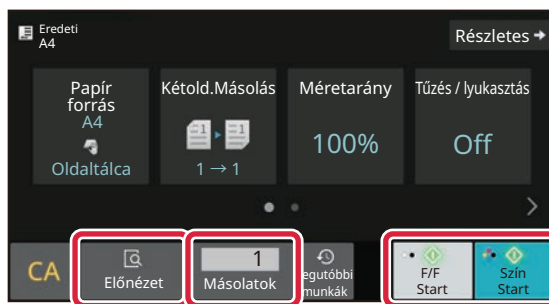 Eredeti
A4
Részletes
Papír
forrás
A4
Oldaltálca
Kétold.Másolás
1 → 1
Méretarány
100%
Tűzés / lyukasztás
Off
CA
Előnézet
1
Másolatok
egutóbbi
munkák
F/F
Start
Szín
Start